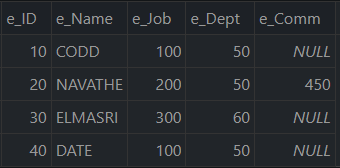 e_ID e_Name e_Job e_Dept e_Comm
10 CODD 100 50 NULL
20 NAVATHE 200 50 450
30 ELMASRI 300 60 NULL
40 DATE 100 50 NULL